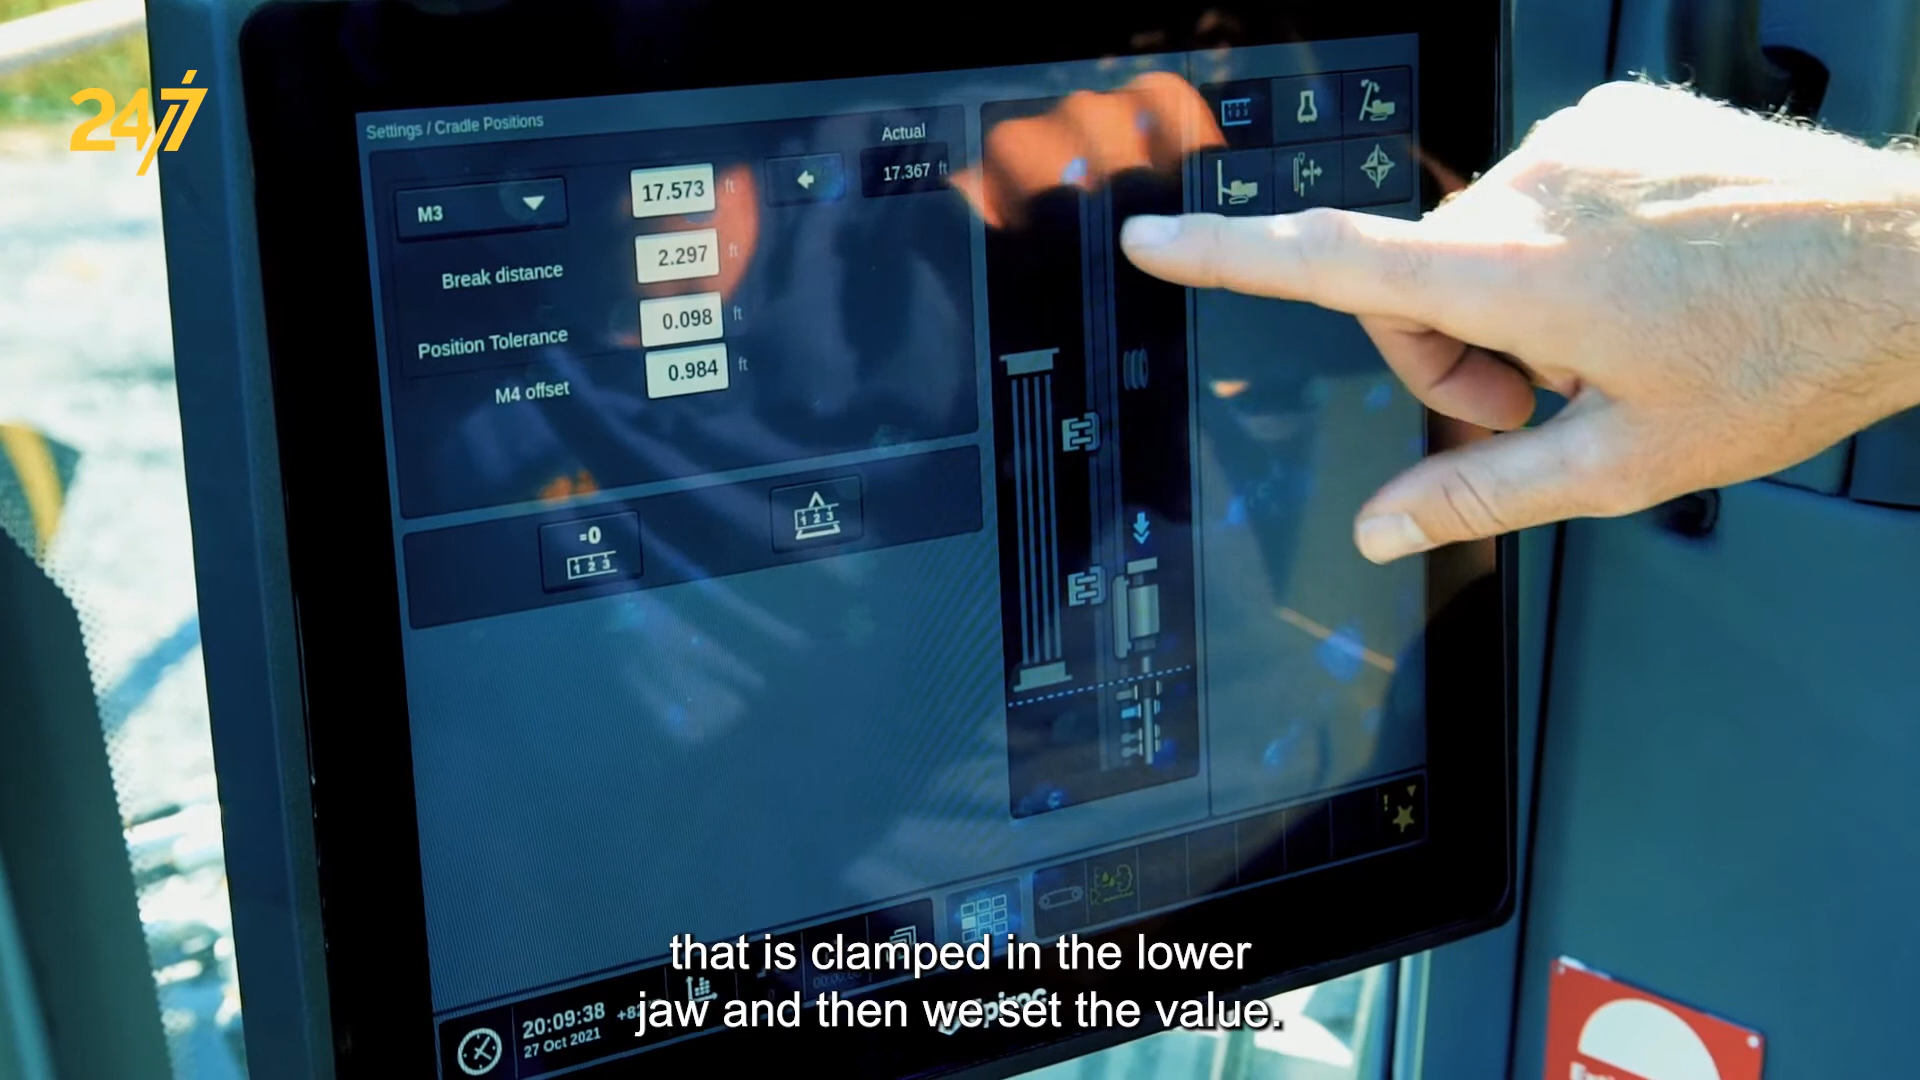 24/7
Settings / Cradle Positions
Actual
M3
17.573 ft
17.367 ft
Break distance
2.297 ft
Position Tolerance
0.098 ft
M4 offset
0.984 ft
=0
1 2 3
1 2 3
20:09:38
27 Oct 2021
Epiroc
that is clamped in the lower
jaw and then we set the value.